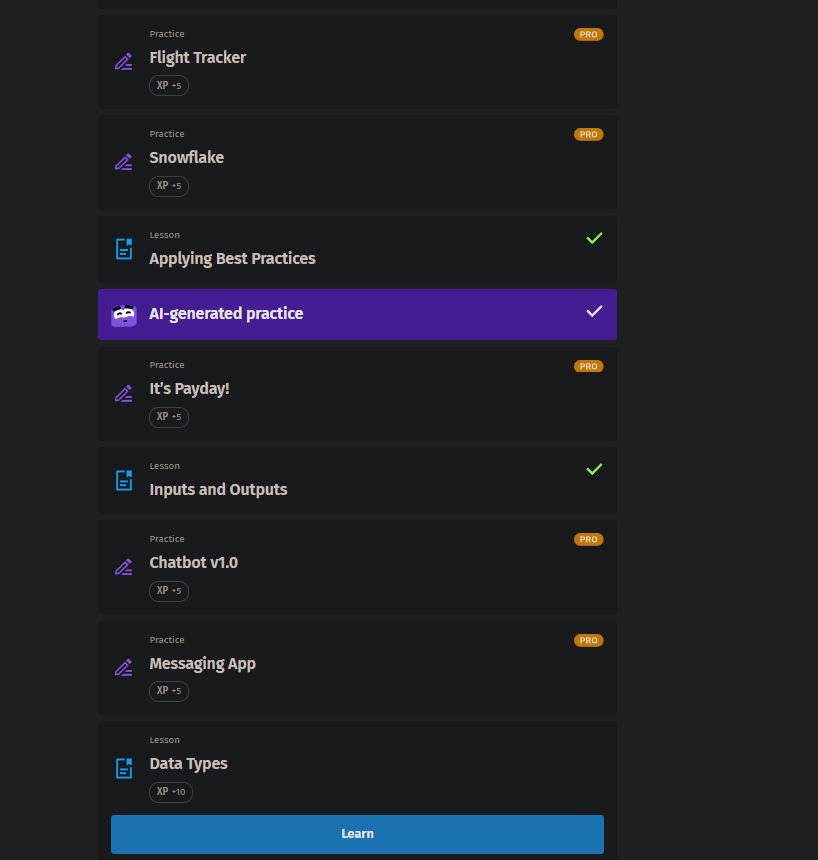 Practice
PRO
Flight Tracker
XP +5
Practice
PRO
Snowflake
XP +5
Lesson
Applying Best Practices
AI-generated practice
Practice
PRO
It's Payday!
XP +5
Lesson
Inputs and Outputs
Practice
PRO
Chatbot v1.0
XP +5
Practice
PRO
Messaging App
XP +5
Lesson
Data Types
XP +10
Learn